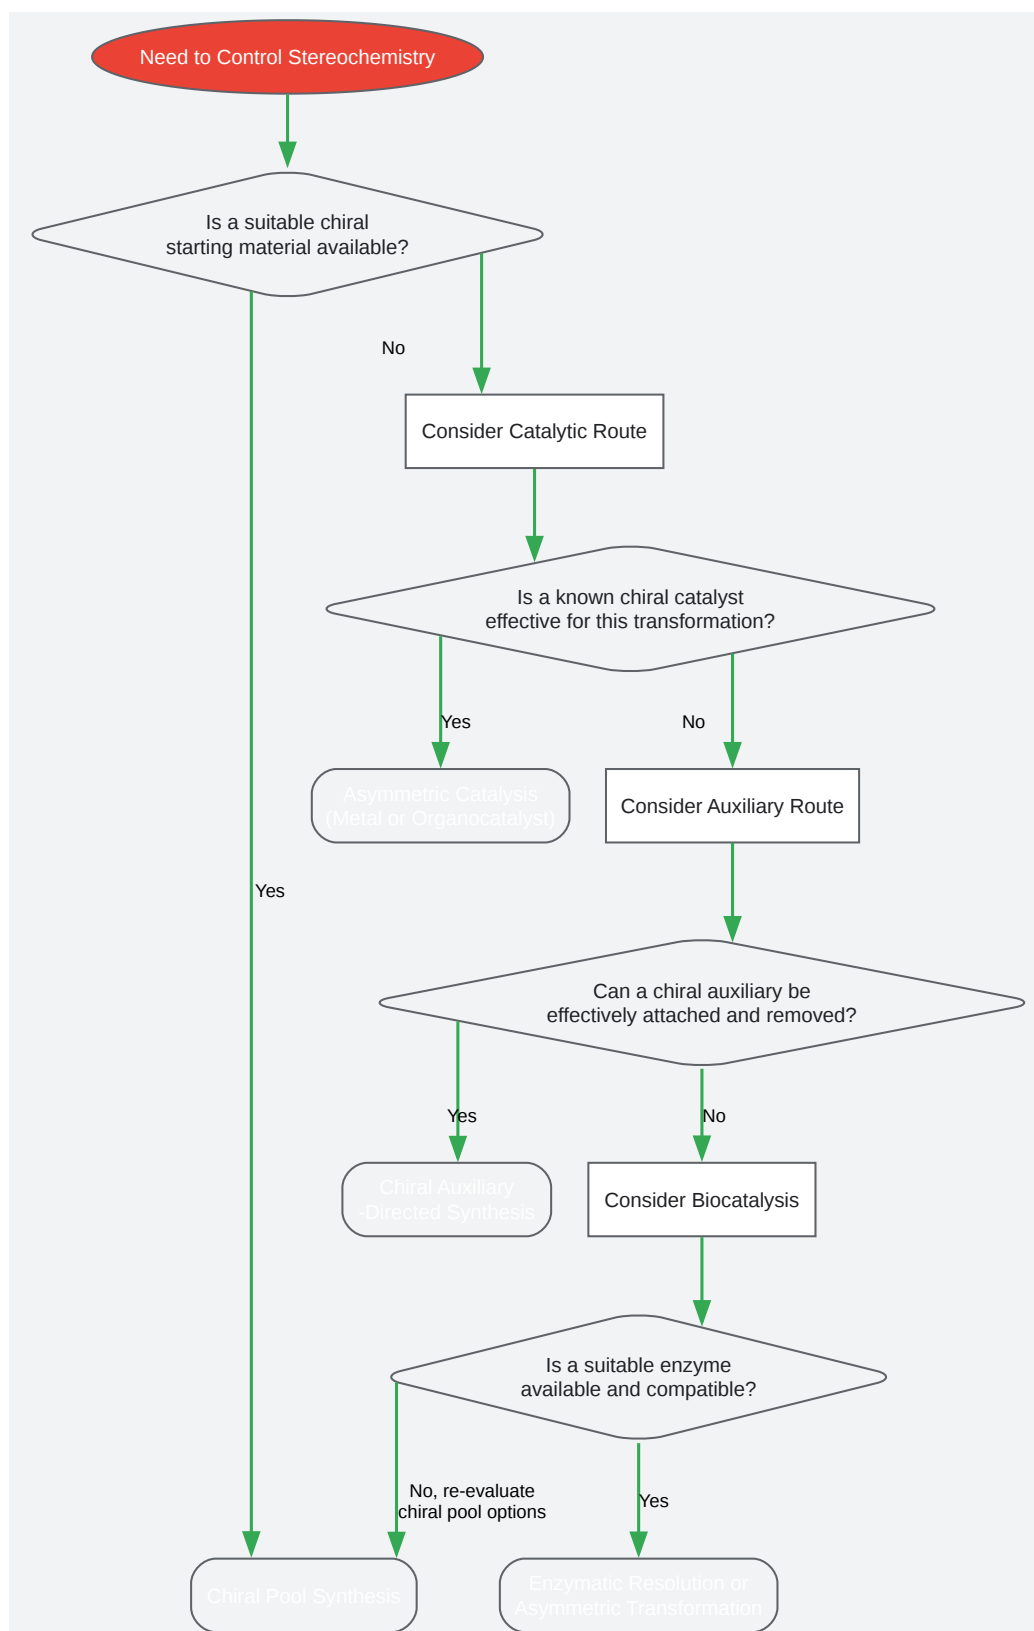 Need to Control Stereochemistry
Is a suitable chiral
starting material available?
No
Consider Catalytic Route
Is a known chiral catalyst
effective for this transformation?
Yes
No
Asymmetric Catalysis
(Metal or Organocatalyst)
Consider Auxiliary Route
Yes
Can a chiral auxiliary be
effectively attached and removed?
Yes
No
Chiral Auxiliary
-Directed Synthesis
Consider Biocatalysis
Is a suitable enzyme
available and compatible?
No, re-evaluate
chiral pool options
Yes
Chiral Pool Synthesis
Enzymatic Resolution or
Asymmetric Transformation